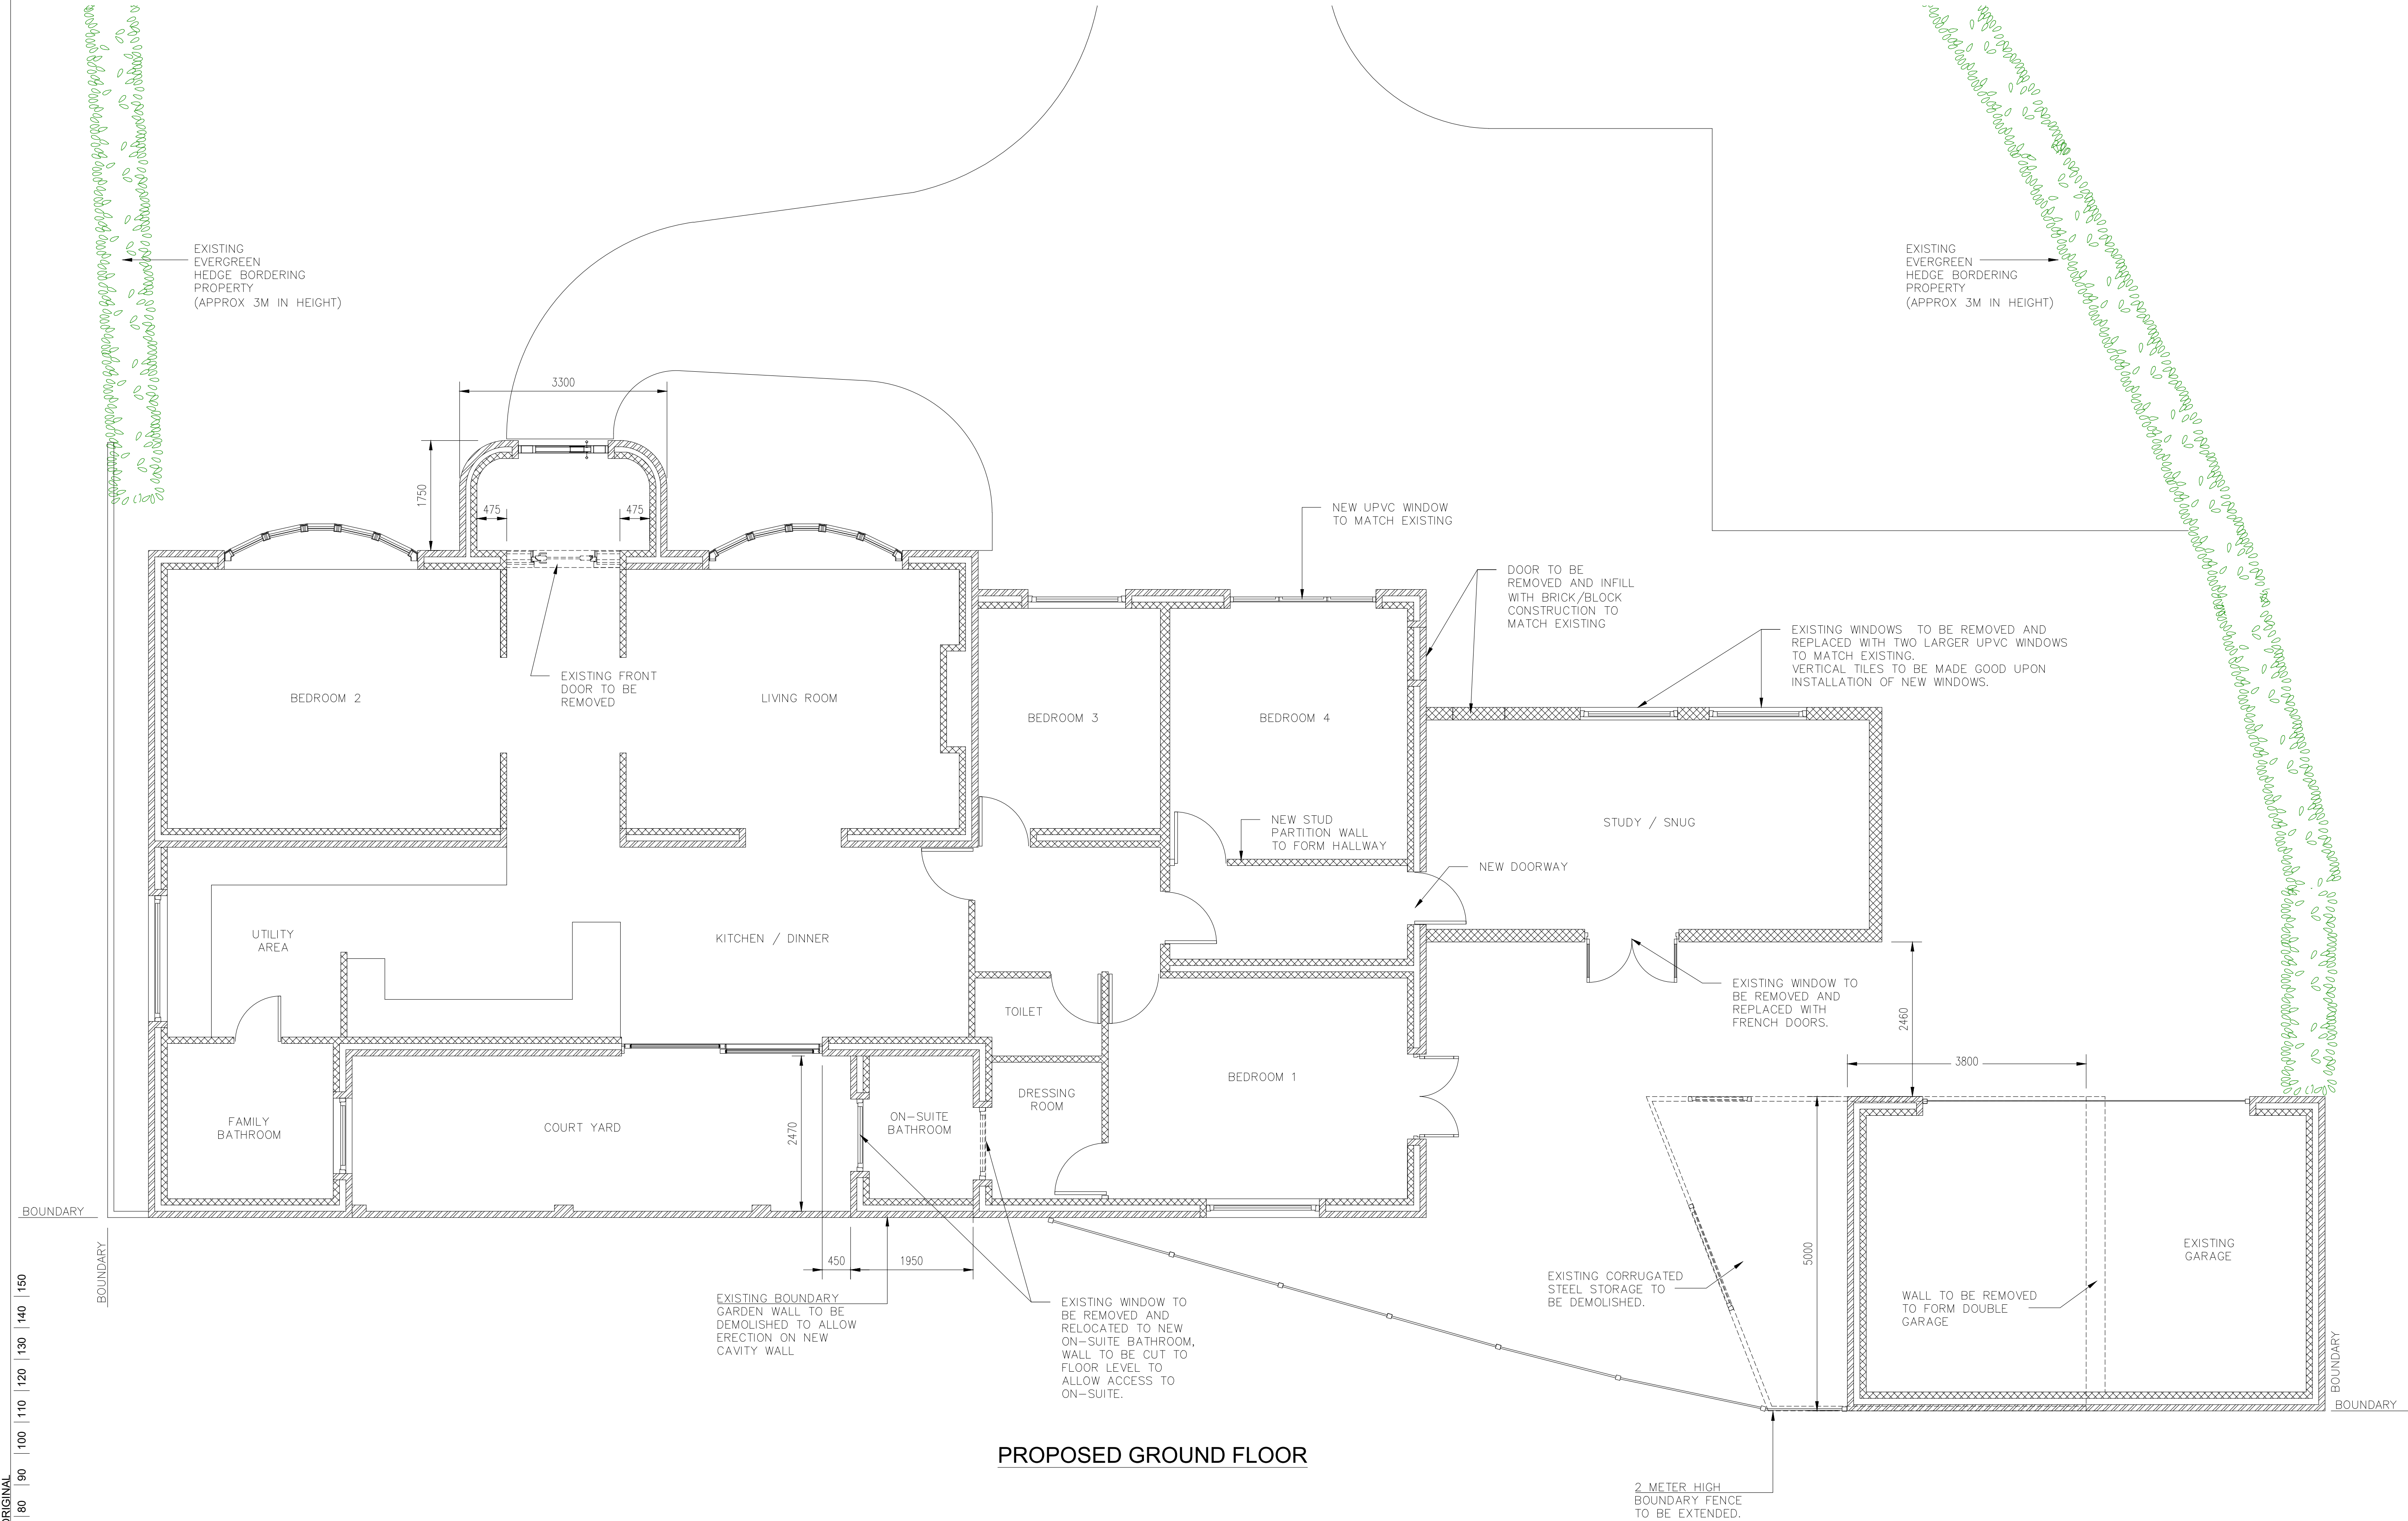 EXISTING
EVERGREEN
HEDGE BORDERING
PROPERTY
(APPROX 3M IN HEIGHT)
EXISTING
EVERGREEN
HEDGE BORDERING
PROPERTY
(APPROX 3M IN HEIGHT)
3300
1750
475
475
NEW UPVC WINDOW
TO MATCH EXISTING
DOOR TO BE
REMOVED AND INFILL
WITH BRICK/BLOCK
CONSTRUCTION TO
MATCH EXISTING
EXISTING WINDOWS TO BE REMOVED AND
REPLACED WITH TWO LARGER UPVC WINDOWS
TO MATCH EXISTING.
VERTICAL TILES TO BE MADE GOOD UPON
INSTALLATION OF NEW WINDOWS.
EXISTING FRONT
DOOR TO BE
REMOVED
BEDROOM 2
LIVING ROOM
BEDROOM 3
BEDROOM 4
NEW STUD
PARTITION WALL
TO FORM HALLWAY
STUDY / SNUG
NEW DOORWAY
UTILITY
AREA
KITCHEN / DINNER
EXISTING WINDOW TO
BE REMOVED AND
REPLACED WITH
FRENCH DOORS.
2460
TOILET
3800
BEDROOM 1
DRESSING
ROOM
FAMILY
BATHROOM
COURT YARD
2470
ON-SUITE
BATHROOM
BOUNDARY
BOUNDARY
450
1950
5000
EXISTING
GARAGE
EXISTING CORRUGATED
STEEL STORAGE TO
BE DEMOLISHED.
WALL TO BE REMOVED
TO FORM DOUBLE
GARAGE
EXISTING BOUNDARY
GARDEN WALL TO BE
DEMOLISHED TO ALLOW
ERECTION ON NEW
CAVITY WALL
EXISTING WINDOW TO
BE REMOVED AND
RELOCATED TO NEW
ON-SUITE BATHROOM,
WALL TO BE CUT TO
FLOOR LEVEL TO
ALLOW ACCESS TO
ON-SUITE.
BOUNDARY
BOUNDARY
PROPOSED GROUND FLOOR
2 METER HIGH
BOUNDARY FENCE
TO BE EXTENDED.
150
140
130
120
110
100
90
80
ORIGINAL